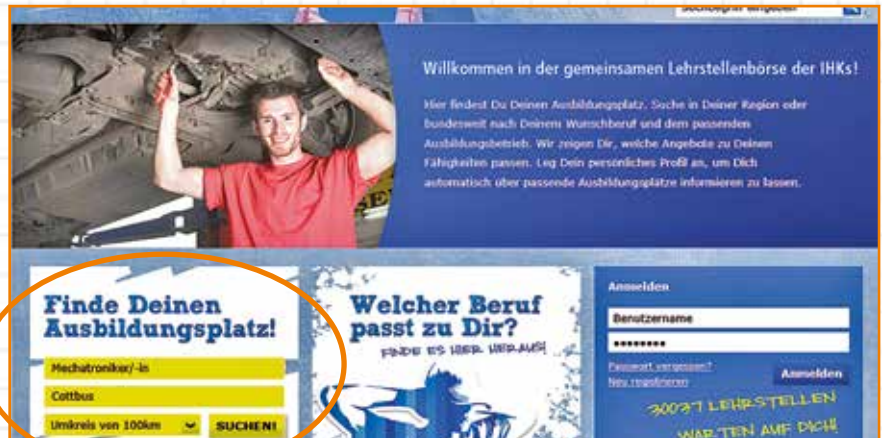 Willkommen in der gemeinsamen Lehrstellenbörse der IHKs!
Hier findest Du Deinen Ausbildungsplatz. Suche in Deiner Region oder
bundesweit nach Deinem Wunschberuf und dem passenden
Ausbildungsbetrieb. Wir zeigen Dir, welche Angebote zu Deinen
Fähigkeiten passen. Leg Dein persönliches Profil an, um Dich
automatisch über passende Ausbildungsplätze informieren zu lassen.
Finde Deinen
Ausbildungsplatz!
Mechatroniker/-in
Cottbus
Umkreis von 100km
SUCHEN!
Welcher Beruf
passt zu Dir?
FINDE ES HIER HERAUS!
Anmelden
Benutzername
••••••••
Passwort vergessen?
Neu registrieren
Anmelden
30037 LEHRSTELLEN
WARTEN AUF DICH!